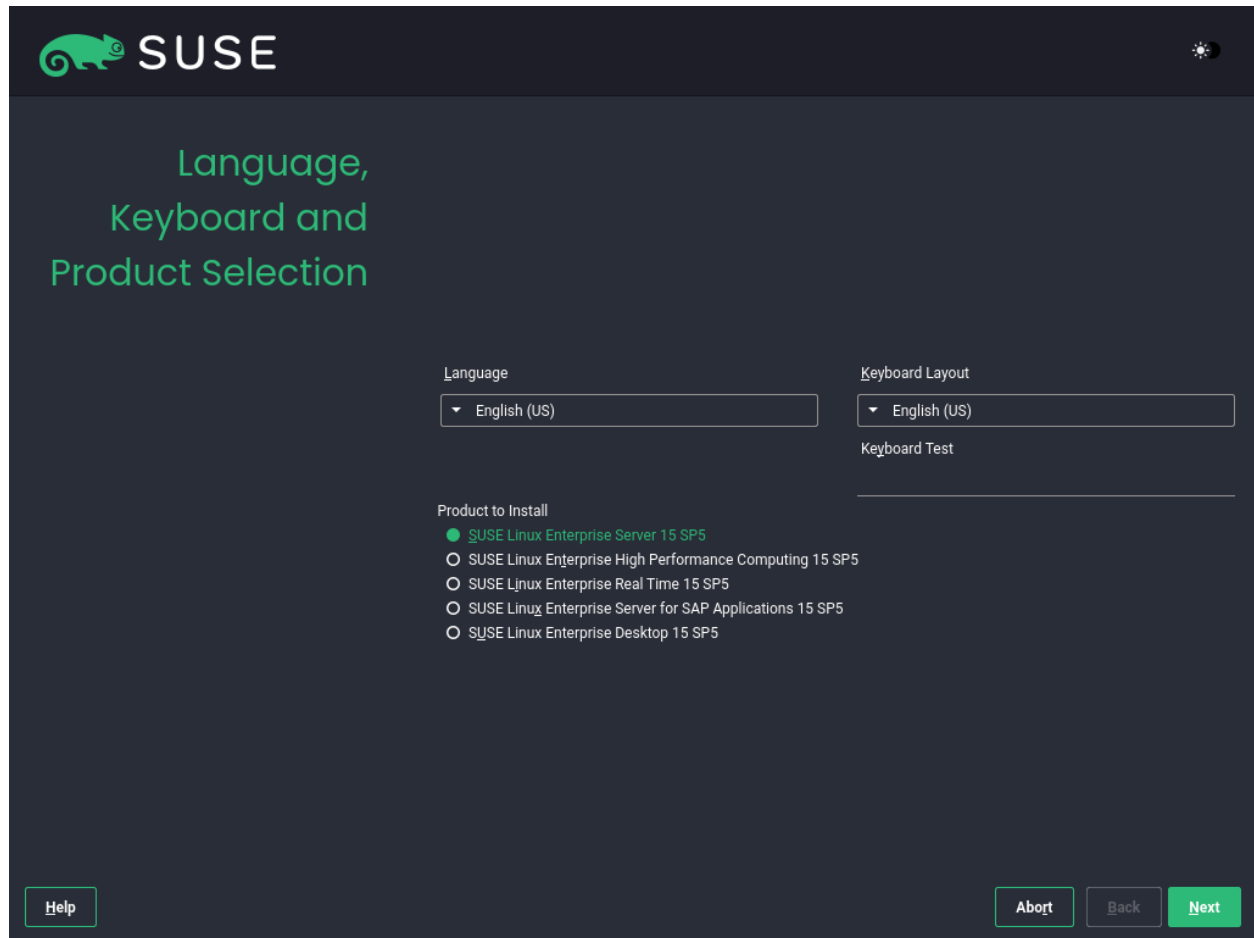 SUSE
Language,
Keyboard and
Product Selection
Language
Keyboard Layout
English (US)
English (US)
Keyboard Test
Product to Install
SUSE Linux Enterprise Server 15 SP5
SUSE Linux Enterprise High Performance Computing 15 SP5
SUSE Linux Enterprise Real Time 15 SP5
SUSE Linux Enterprise Server for SAP Applications 15 SP5
SUSE Linux Enterprise Desktop 15 SP5
Help
Abort
Back
Next